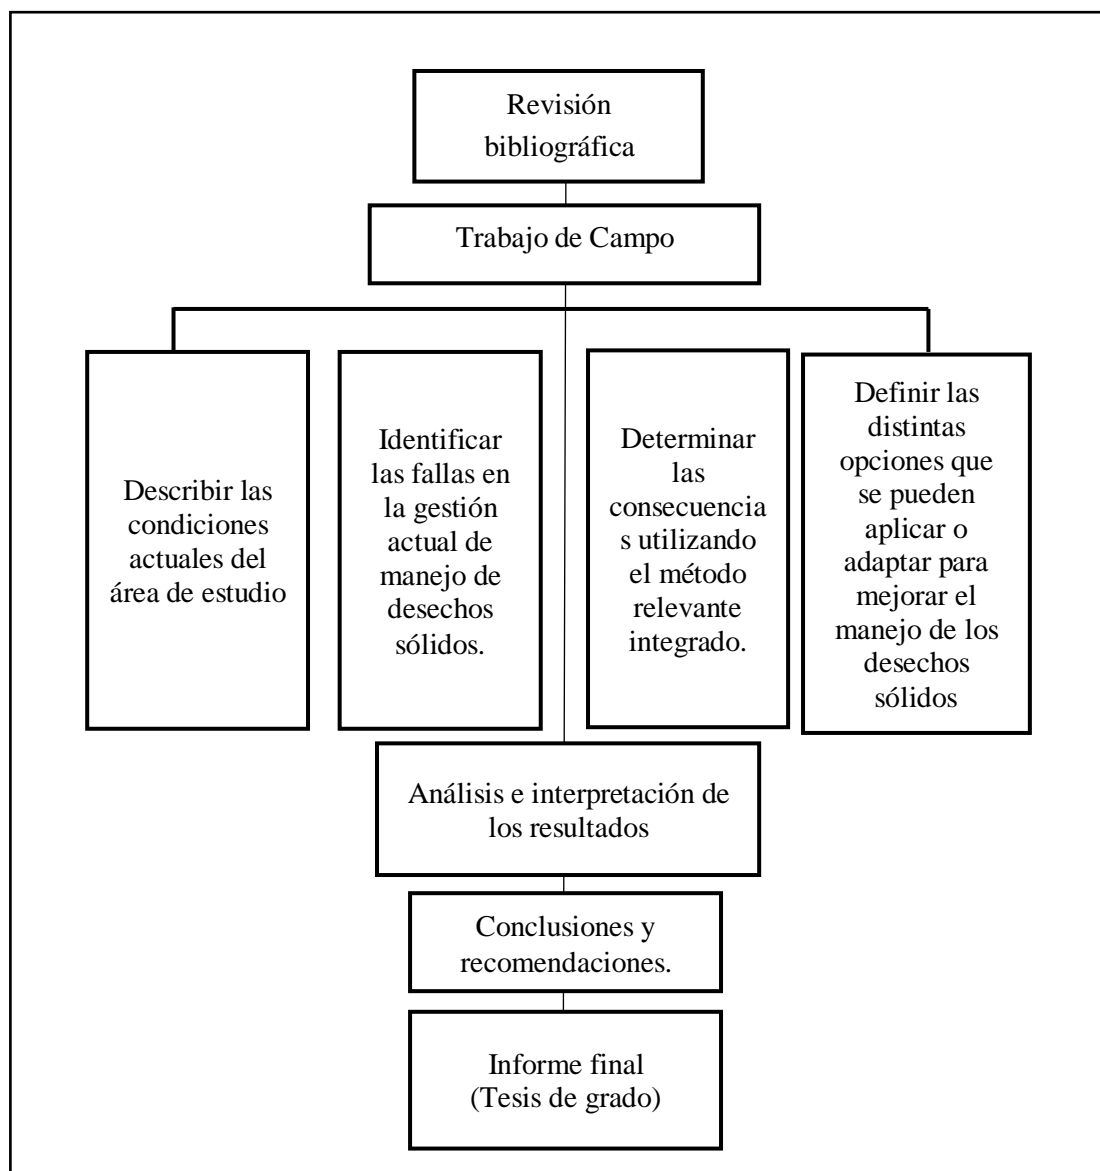 Revisión
bibliográfica
Trabajo de Campo
Describir las
condiciones
actuales del
área de estudio
Identificar
las fallas en
la gestión
actual de
manejo de
desechos
sólidos.
Determinar
las
consecuencia
s utilizando
el método
relevante
integrado.
Definir las
distintas
opciones que
se pueden
aplicar o
adaptar para
mejorar el
manejo de los
desechos
sólidos
Análisis e interpretación de
los resultados
Conclusiones y
recomendaciones.
Informe final
(Tesis de grado)